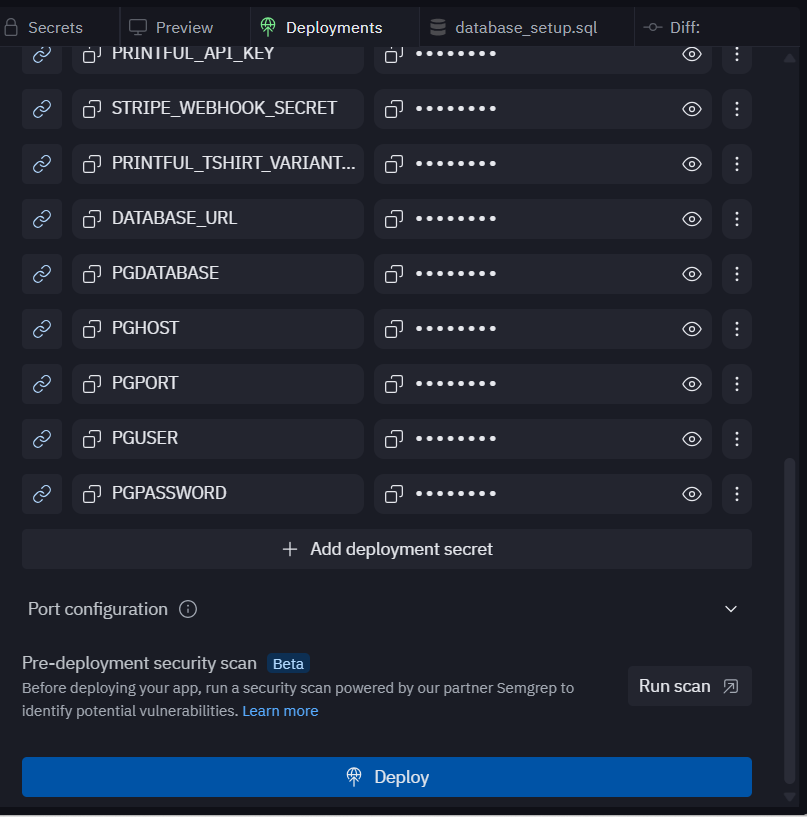 Secrets
Preview
Deployments
database_setup.sql
Diff:
PRINTFUL_API_KEY ••••••••
STRIPE_WEBHOOK_SECRET ••••••••
PRINTFUL_TSHIRT_VARIANT... ••••••••
DATABASE_URL ••••••••
PGDATABASE ••••••••
PGHOST ••••••••
PGPORT ••••••••
PGUSER ••••••••
PGPASSWORD ••••••••
Add deployment secret
Port configuration
Pre-deployment security scan Beta
Before deploying your app, run a security scan powered by our partner Semgrep to
identify potential vulnerabilities. Learn more
Run scan
Deploy